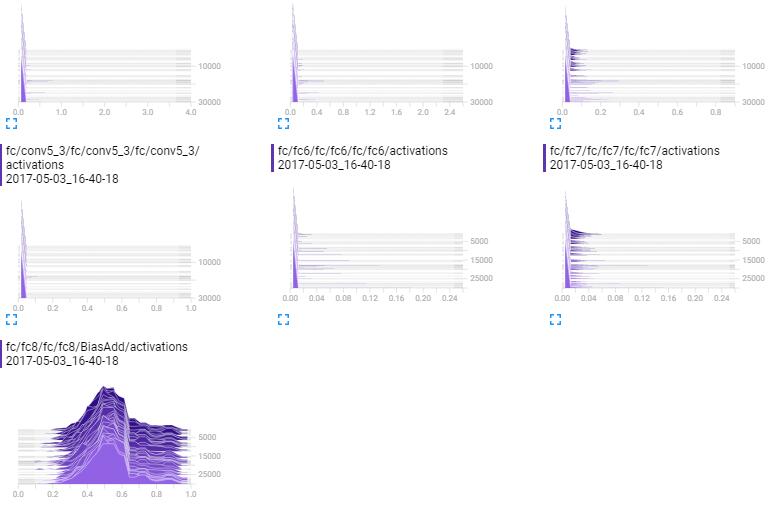 10000
30000
0.0 1.0 2.0 3.0 4.0
10000
30000
0.0 0.4 0.8 1.2 1.6 2.0 2.4
10000
30000
0.0 0.2 0.4 0.6 0.8
fc/conv5_3/fc/conv5_3/fc/conv5_3/
activations
2017-05-03_16-40-18
fc/fc6/fc/fc6/fc/fc6/activations
2017-05-03_16-40-18
fc/fc7/fc/fc7/fc/fc7/activations
2017-05-03_16-40-18
10000
30000
0.0 0.2 0.4 0.6 0.8 1.0
5000
15000
25000
0.00 0.04 0.08 0.12 0.16 0.20 0.24
5000
15000
25000
0.00 0.04 0.08 0.12 0.16 0.20 0.24
fc/fc8/fc/fc8/BiasAdd/activations
2017-05-03_16-40-18
5000
15000
25000
0.0 0.2 0.4 0.6 0.8 1.0